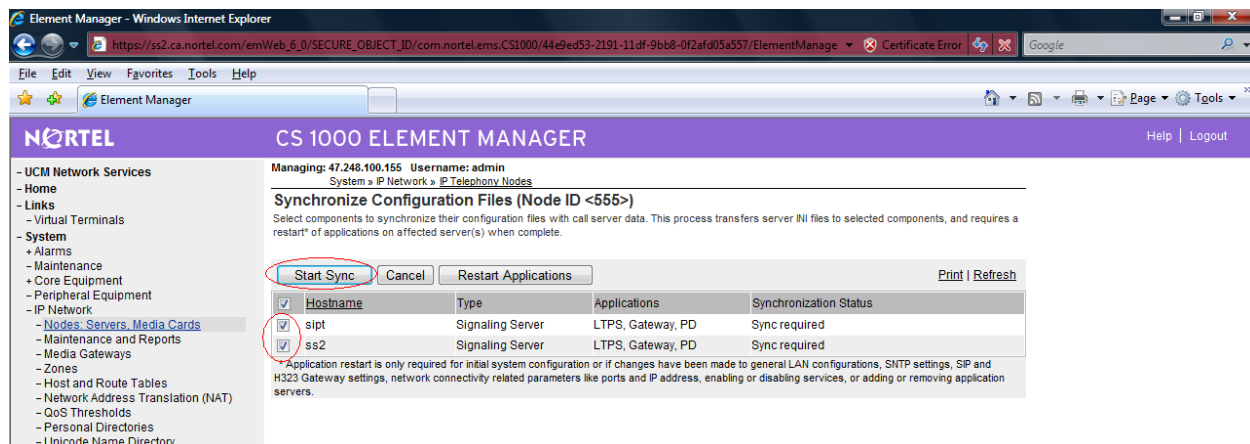 Element Manager - Windows Internet Explorer
https://ss2.ca.nortel.com/emWeb_6_0/SECURE_OBJECT_ID/com.nortel.ems.CS1000/44e9ed53-2191-11df-9bb8-0f2afd05a557/ElementManage Certificate Error Google
File Edit View Favorites Tools Help
Element Manager Page Tools
NORTEL CS 1000 ELEMENT MANAGER Help | Logout
- UCM Network Services
- Home
- Links
- Virtual Terminals
- System
+ Alarms
- Maintenance
+ Core Equipment
- Peripheral Equipment
- IP Network
- Nodes: Servers, Media Cards
- Maintenance and Reports
- Media Gateways
- Zones
- Host and Route Tables
- Network Address Translation (NAT)
- QoS Thresholds
- Personal Directories
- Unicode Name Directory
Managing: 47.248.100.155 Username: admin
System » IP Network » IP Telephony Nodes
Synchronize Configuration Files (Node ID <555>)
Select components to synchronize their configuration files with call server data. This process transfers server INI files to selected components, and requires a
restart* of applications on affected server(s) when complete.
Start Sync Cancel Restart Applications Print | Refresh
Hostname Type Applications Synchronization Status
sipt Signaling Server LTPS, Gateway, PD Sync required
ss2 Signaling Server LTPS, Gateway, PD Sync required
* Application restart is only required for initial system configuration or if changes have been made to general LAN configurations, SNTP settings, SIP and
H323 Gateway settings, network connectivity related parameters like ports and IP address, enabling or disabling services, or adding or removing application
servers.